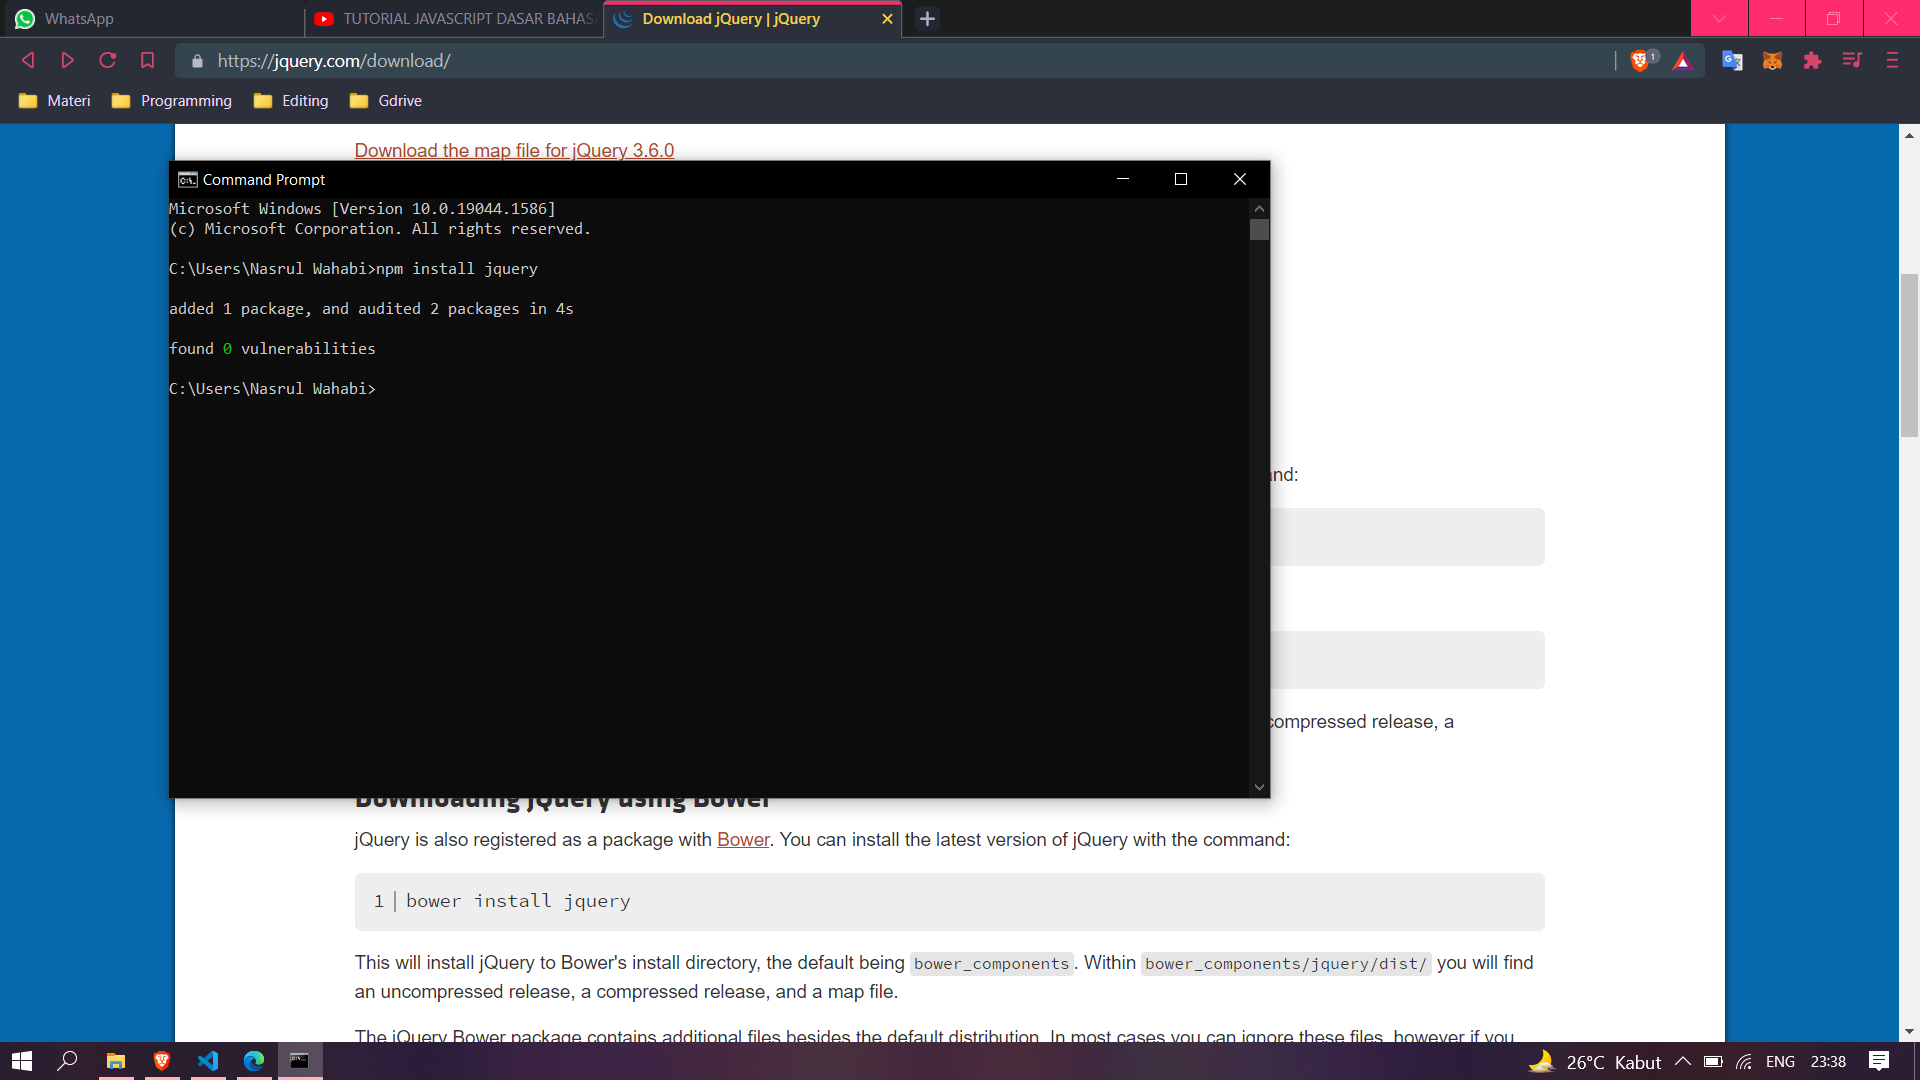 WhatsApp
TUTORIAL JAVASCRIPT DASAR BAHAS
Download jQuery | jQuery
https://jquery.com/download/
1
Materi
Programming
Editing
Gdrive
Download the map file for jQuery 3.6.0
Command Prompt
Microsoft Windows [Version 10.0.19044.1586]
(c) Microsoft Corporation. All rights reserved.
C:\Users\Nasrul Wahabi>npm install jquery
added 1 package, and audited 2 packages in 4s
found 0 vulnerabilities
C:\Users\Nasrul Wahabi>
and:
compressed release, a
Downloading jQuery using Bower
jQuery is also registered as a package with Bower. You can install the latest version of jQuery with the command:
1 bower install jquery
This will install jQuery to Bower's install directory, the default being bower_components. Within bower_components/jquery/dist/ you will find
an uncompressed release, a compressed release, and a map file.
The jQuery Bower package contains additional files besides the default distribution. In most cases you can ignore these files, however if you
26°C Kabut
ENG
23:38